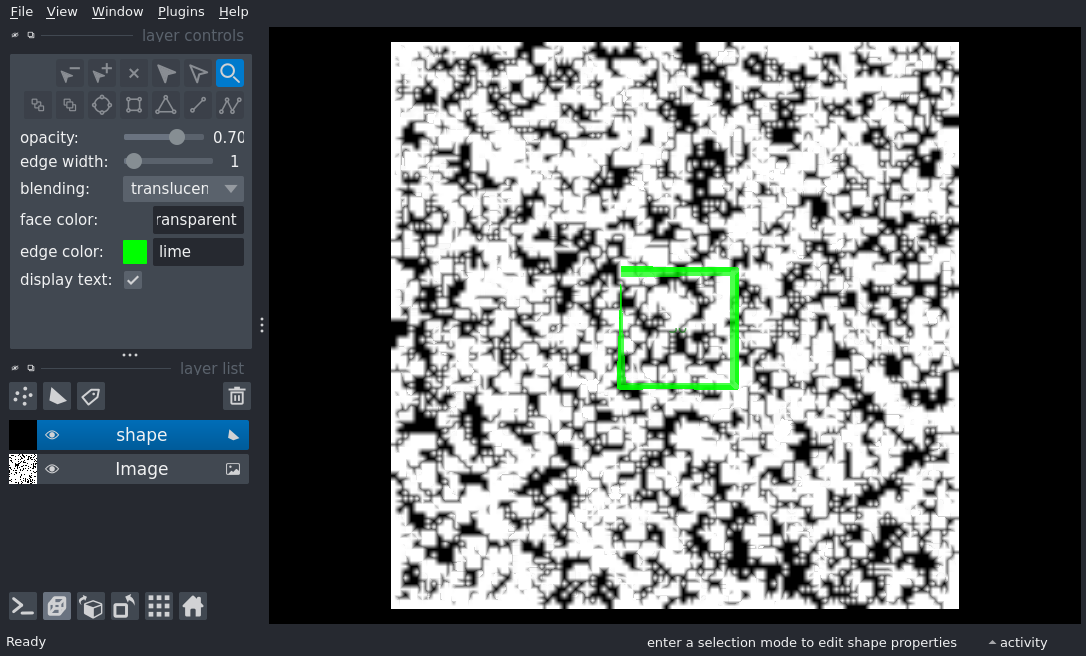 File View Window Plugins Help
layer controls
opacity: 0.70
edge width: 1
blending: translucen
face color: ransparent
edge color: lime
display text:
layer list
shape
Image
Ready
enter a selection mode to edit shape properties
activity